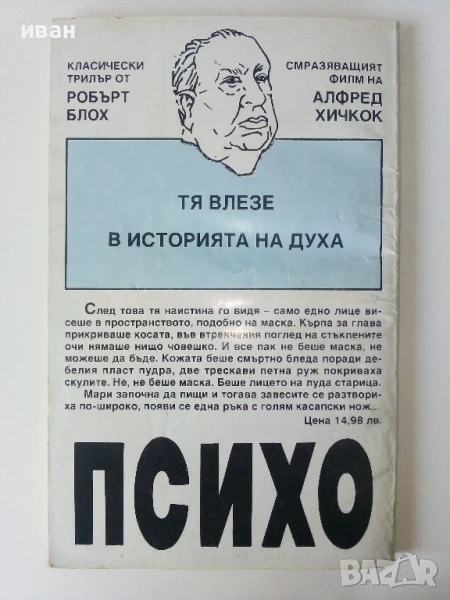 иван
КЛАСИЧЕСКИ
ТРИЛЪР ОТ
РОБЪРТ
БЛОХ
СМРАЗЯВАЩИЯТ
ФИЛМ НА
АЛФРЕД
ХИЧКОК
ТЯ ВЛЕЗЕ
В ИСТОРИЯТА НА ДУХА
След това тя наистина го видя – само едно лице ви-
сеше в пространството, подобно на маска. Кърпа за глава
прикриваше косата, във втренчения поглед на стъклените
очи нямаше нищо човешко. И все пак не беше маска, не
можеше да бъде. Кожата беше смъртно бледа поради де-
белия пласт пудра, две трескави петна руж покриваха
скулите. Не, не беше маска. Беше лицето на луда старица.
Мари започна да пищи и тогава завесите се разтвори-
ха по-широко, появи се една ръка с голям касапски нож...
Цена 14,98 лв.
ПСИХО
BAZAR